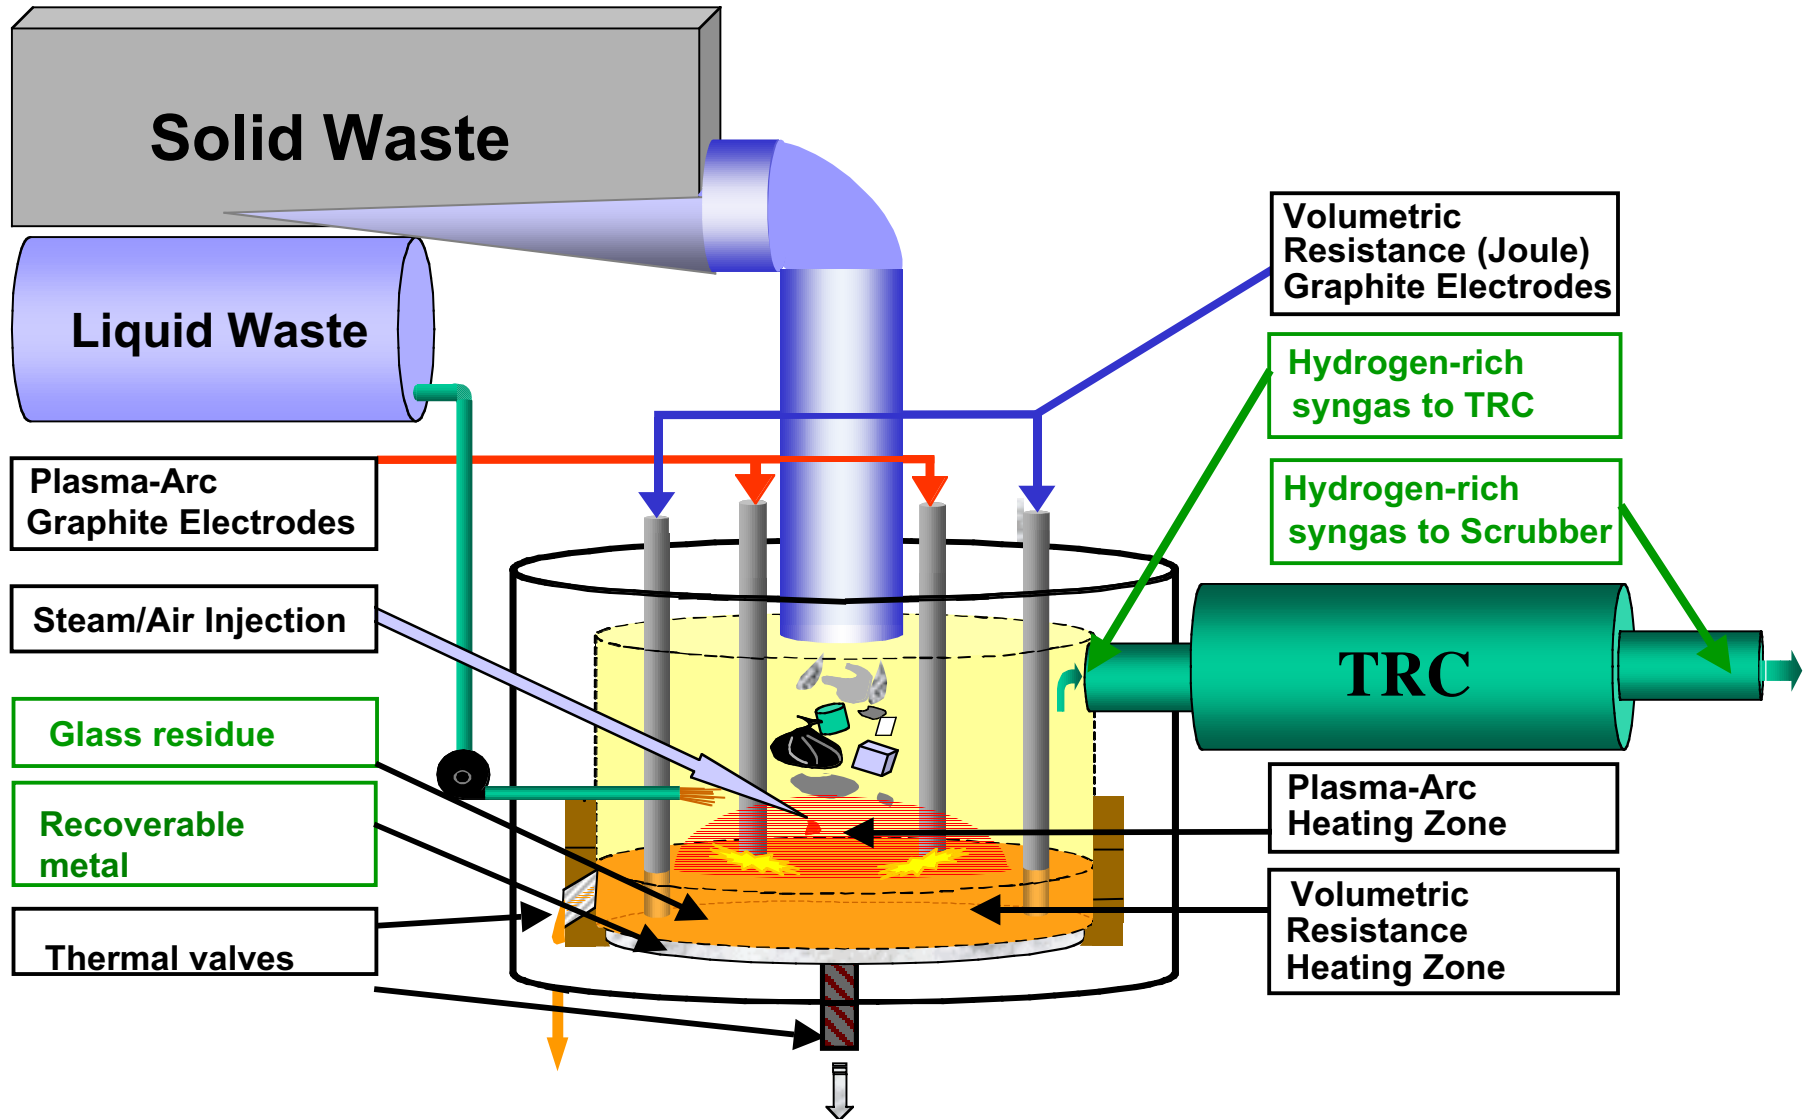 Solid Waste
Liquid Waste
Plasma-Arc
Graphite Electrodes
Steam/Air Injection
Glass residue
Recoverable
metal
Thermal valves
Volumetric
Resistance (Joule)
Graphite Electrodes
Hydrogen-rich
syngas to TRC
Hydrogen-rich
syngas to Scrubber
TRC
Plasma-Arc
Heating Zone
Volumetric
Resistance
Heating Zone